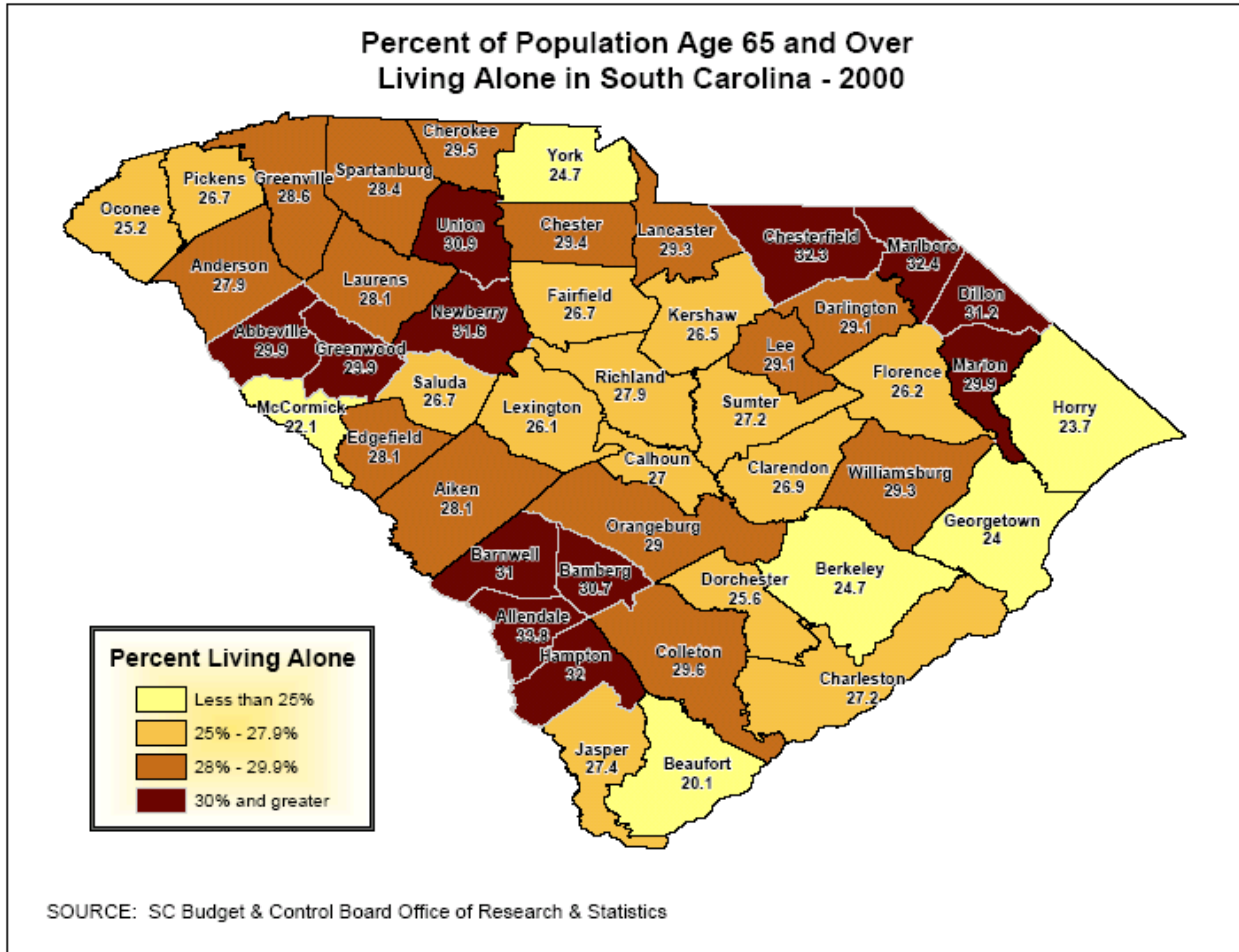 Percent of Population Age 65 and Over
Living Alone in South Carolina - 2000
Cherokee
29.5
York
24.7
Spartanburg
28.4
Greenville
28.6
Pickens
26.7
Oconee
25.2
Union
30.9
Chester
29.4
Lancaster
29.3
Chesterfield
32.3
Marlboro
32.4
Anderson
27.9
Laurens
28.1
Dillon
31.2
Fairfield
26.7
Kershaw
26.5
Darlington
29.1
Newberry
31.6
Abbeville
29.9
Greenwood
29.9
Lee
29.1
Marion
29.9
Florence
26.2
Richland
27.9
Saluda
26.7
Sumter
27.2
Horry
23.7
McCormick
22.1
Lexington
26.1
Edgefield
28.1
Calhoun
27
Clarendon
26.9
Williamsburg
29.3
Aiken
28.1
Georgetown
24
Orangeburg
29
Barnwell
31
Bamberg
30.7
Dorchester
25.6
Berkeley
24.7
Allendale
33.8
Hampton
32
Colleton
29.6
Charleston
27.2
Jasper
27.4
Beaufort
20.1
Percent Living Alone
Less than 25%
25% - 27.9%
28% - 29.9%
30% and greater
SOURCE: SC Budget & Control Board Office of Research & Statistics